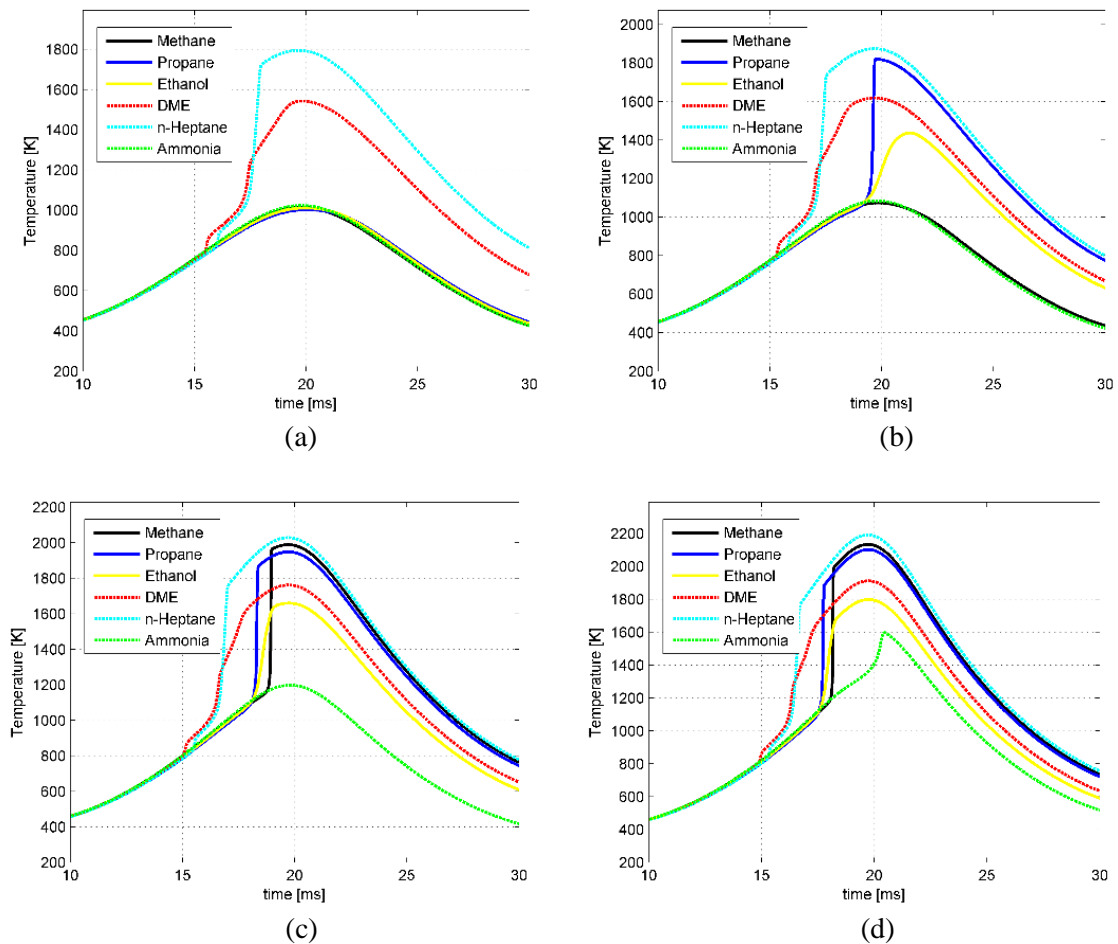 1800
1600
1400
1200
1000
800
600
400
200
Temperature [K]
Methane
Propane
Ethanol
DME
n-Heptane
Ammonia
10 15 20 25 30
time [ms]
(a)
2000
1800
1600
1400
1200
1000
800
600
400
200
Temperature [K]
Methane
Propane
Ethanol
DME
n-Heptane
Ammonia
10 15 20 25 30
time [ms]
(b)
2200
2000
1800
1600
1400
1200
1000
800
600
400
200
Temperature [K]
Methane
Propane
Ethanol
DME
n-Heptane
Ammonia
10 15 20 25 30
time [ms]
(c)
2200
2000
1800
1600
1400
1200
1000
800
600
400
200
Temperature [K]
Methane
Propane
Ethanol
DME
n-Heptane
Ammonia
10 15 20 25 30
time [ms]
(d)